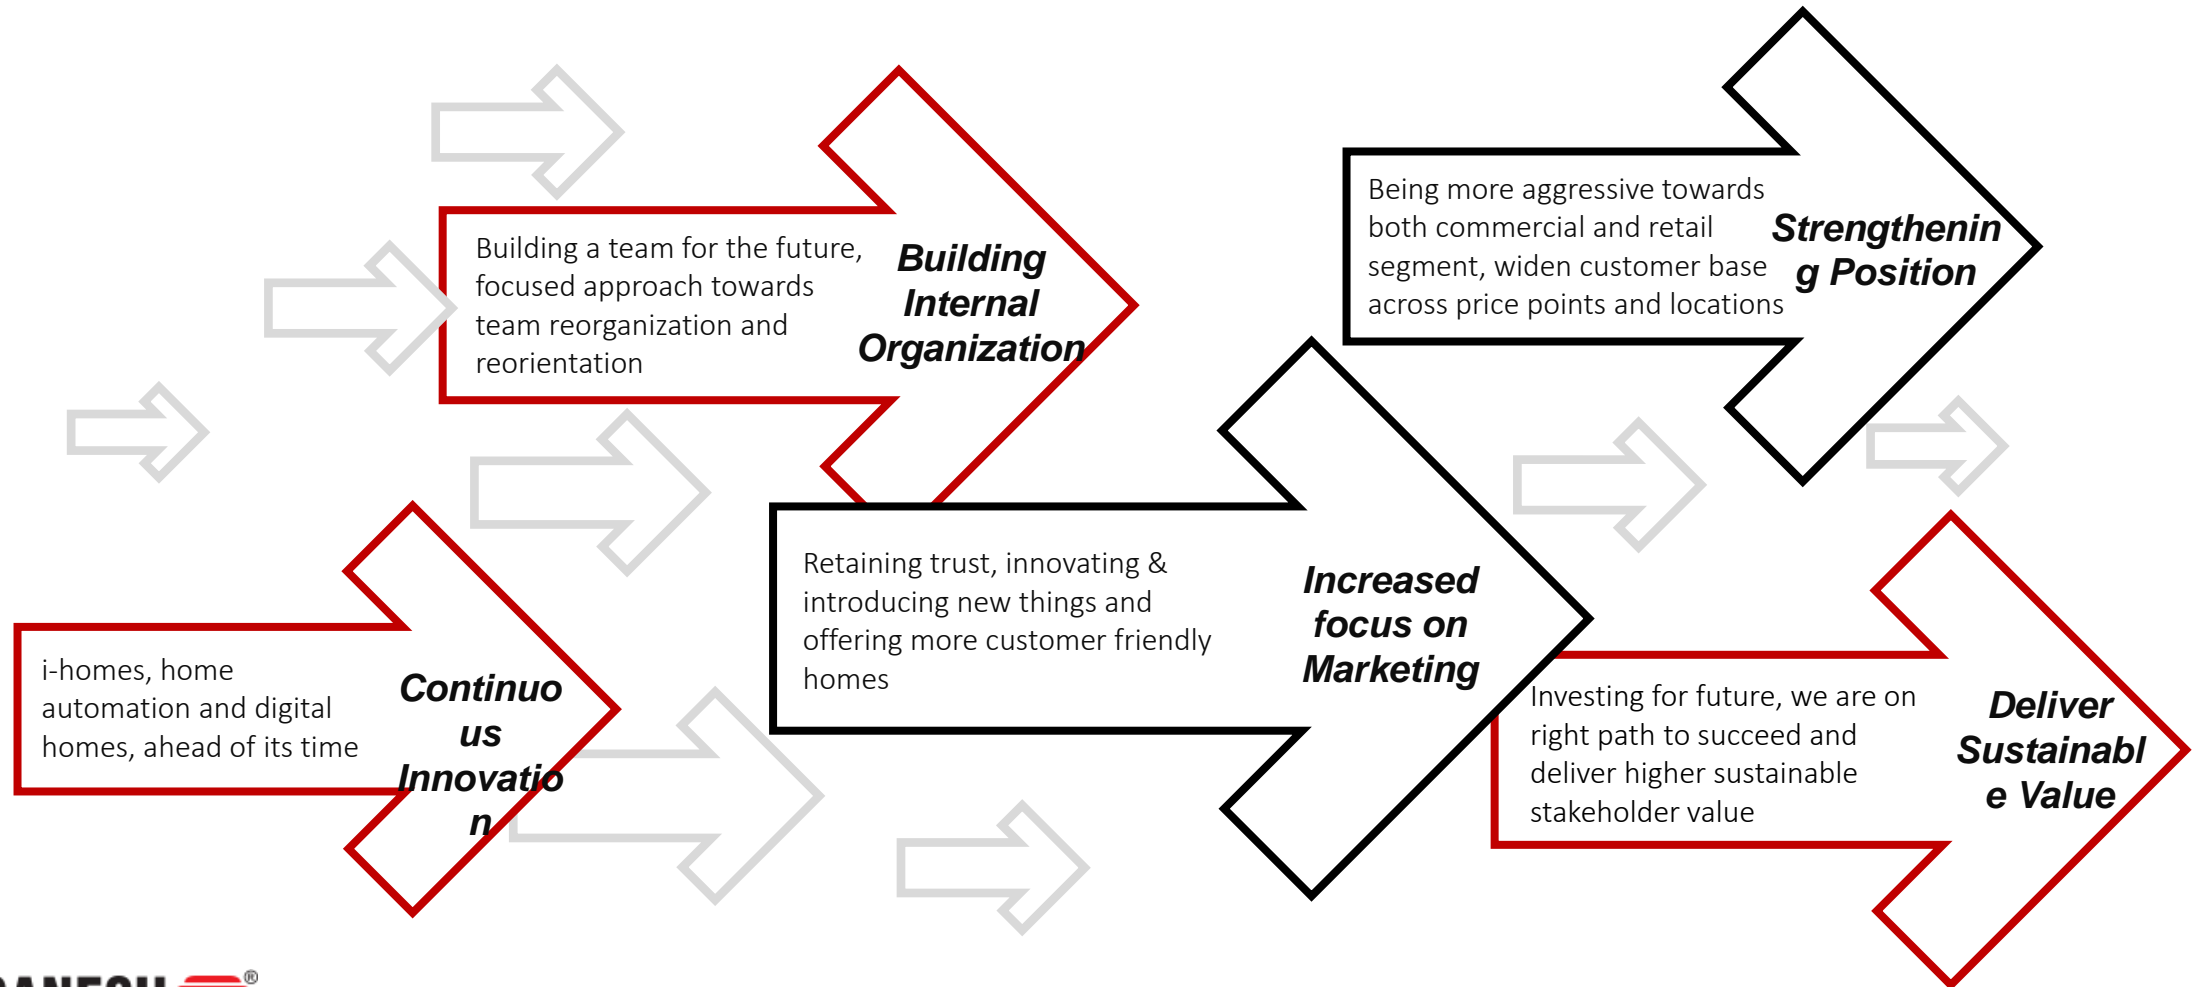 Building a team for the future,
focused approach towards
team reorganization and
reorientation
Building
Internal
Organization
Being more aggressive towards
both commercial and retail
segment, widen customer base
across price points and locations
Strengthenin
g Position
i-homes, home
automation and digital
homes, ahead of its time
Continuo
us
Innovatio
n
Retaining trust, innovating &
introducing new things and
offering more customer friendly
homes
Increased
focus on
Marketing
Investing for future, we are on
right path to succeed and
deliver higher sustainable
stakeholder value
Deliver
Sustainabl
e Value
®